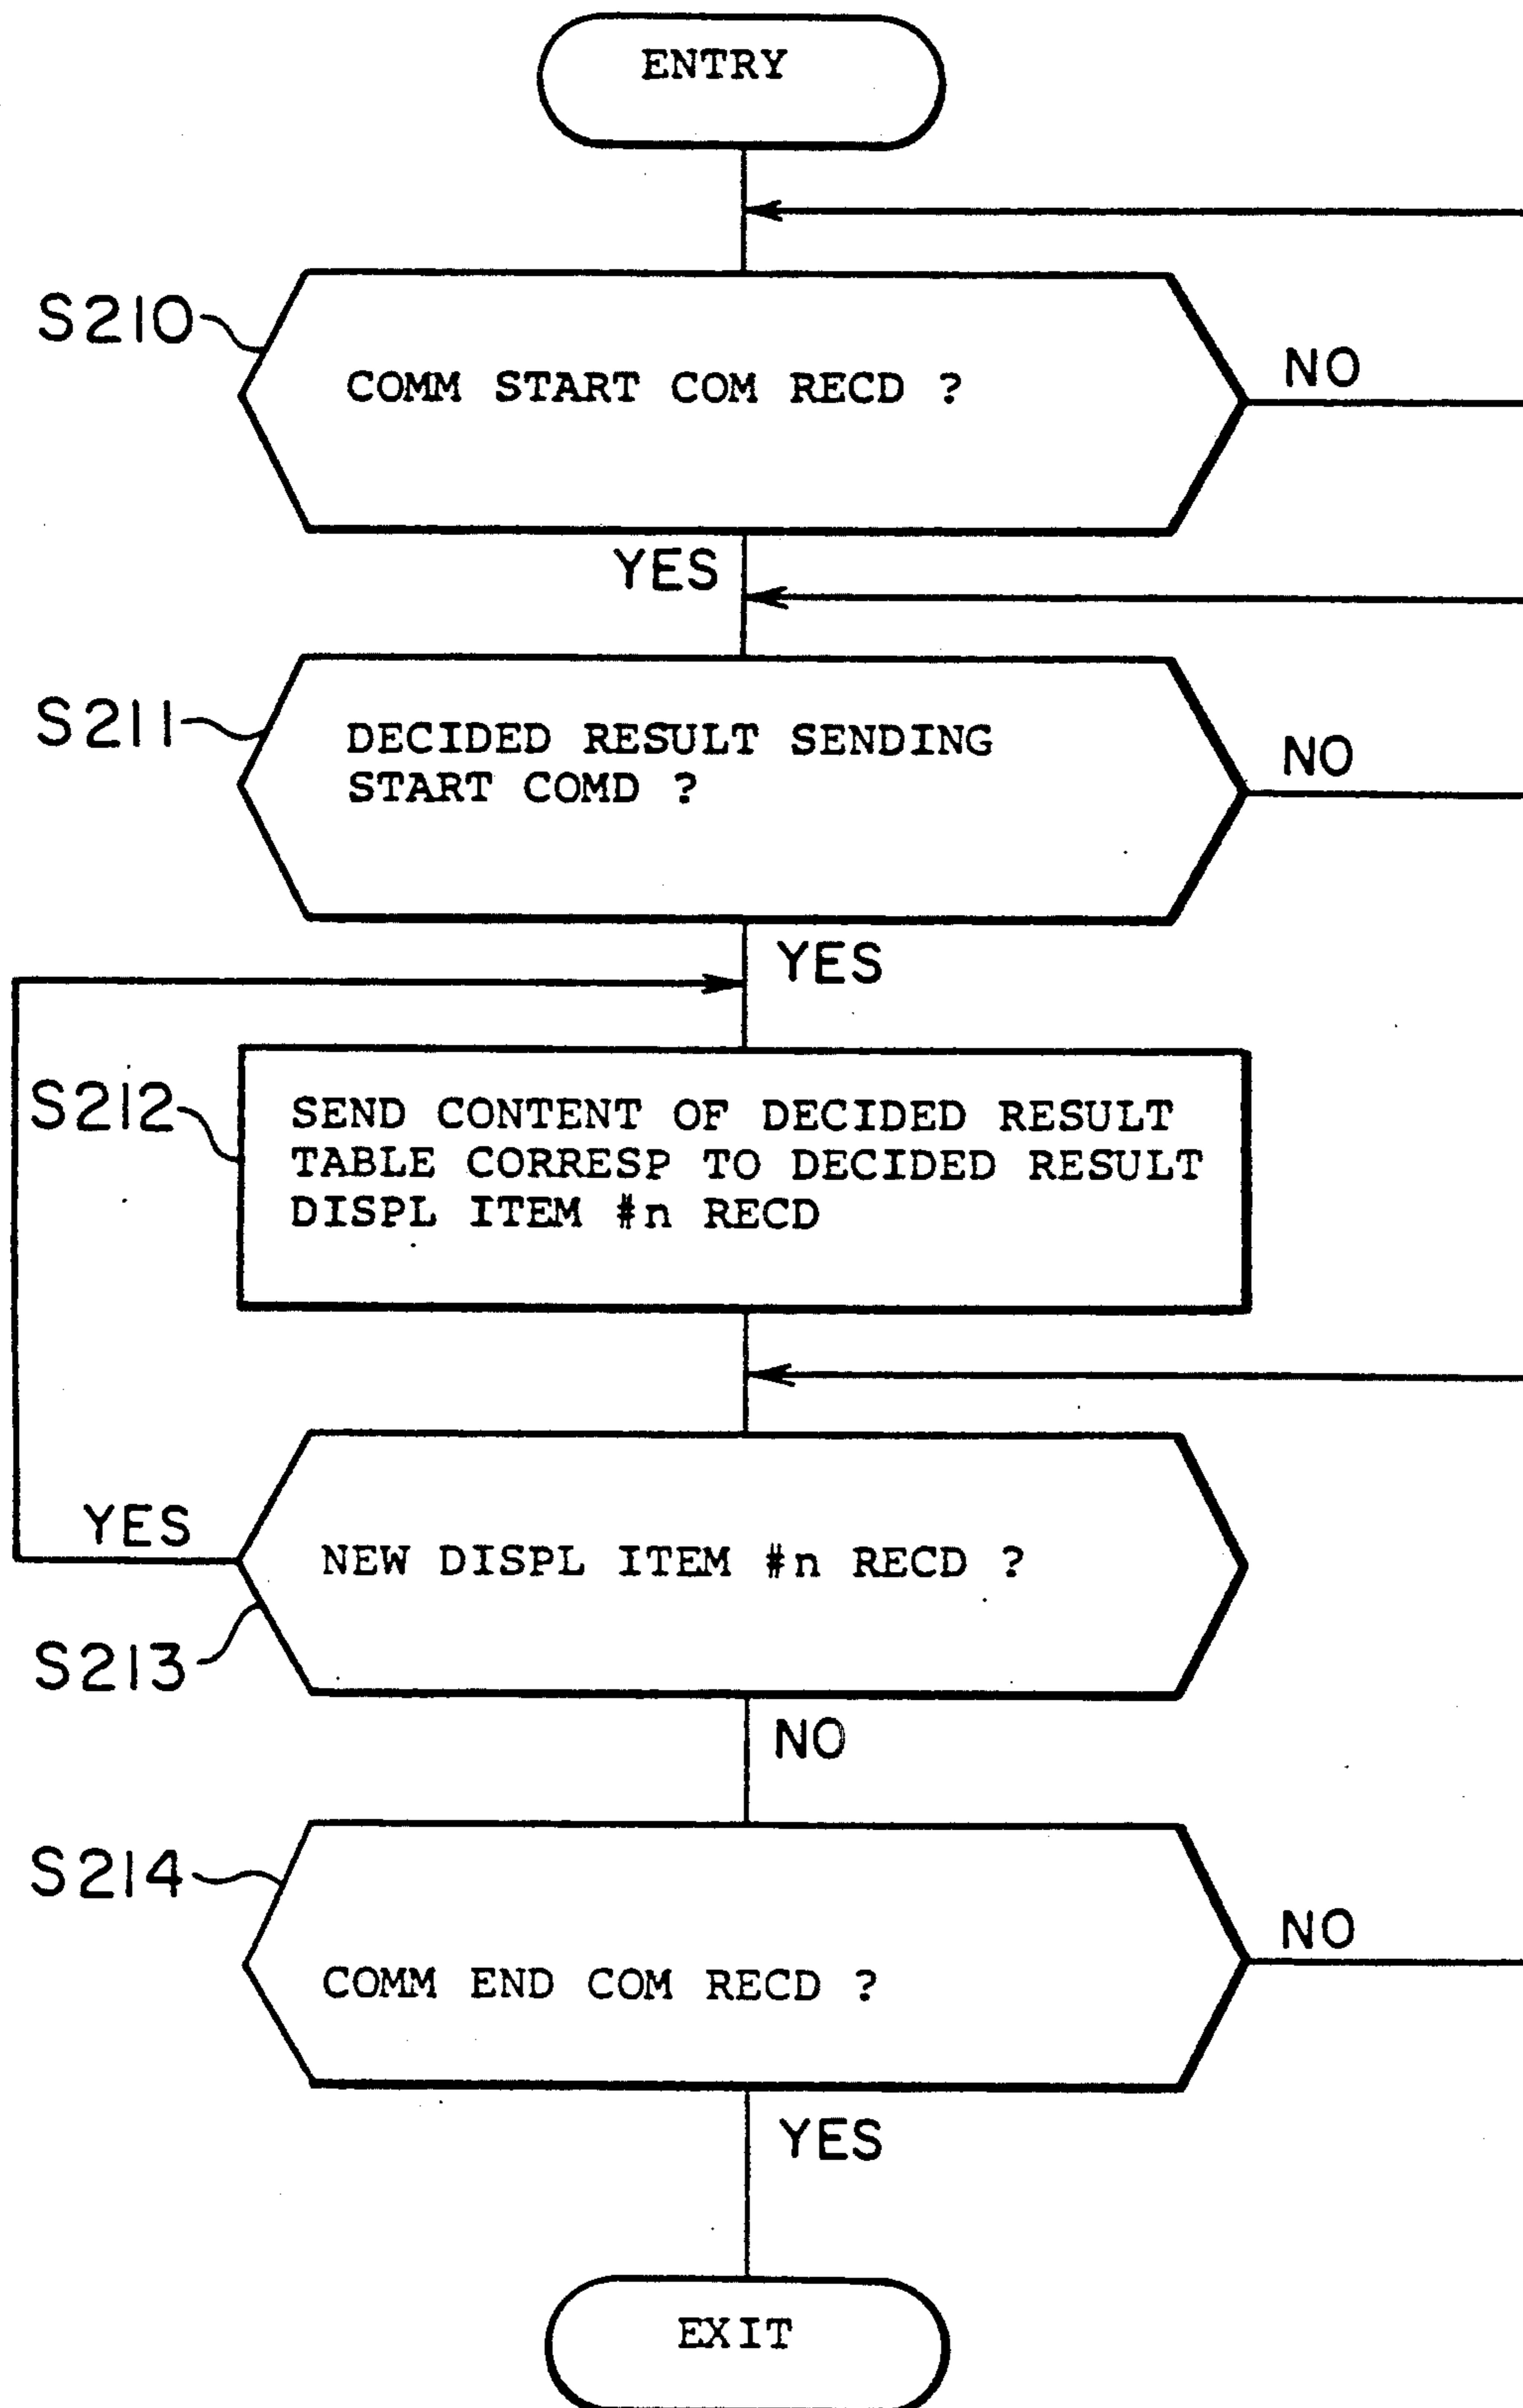 ENTRY
S210
COMM START COM RECD ?
NO
YES
S211
DECIDED RESULT SENDING
START COMD ?
NO
YES
S212
SEND CONTENT OF DECIDED RESULT
TABLE CORRESP TO DECIDED RESULT
DISPL ITEM #n RECD
YES
NEW DISPL ITEM #n RECD ?
S213
NO
S214
NO
COMM END COM RECD ?
YES
EXIT